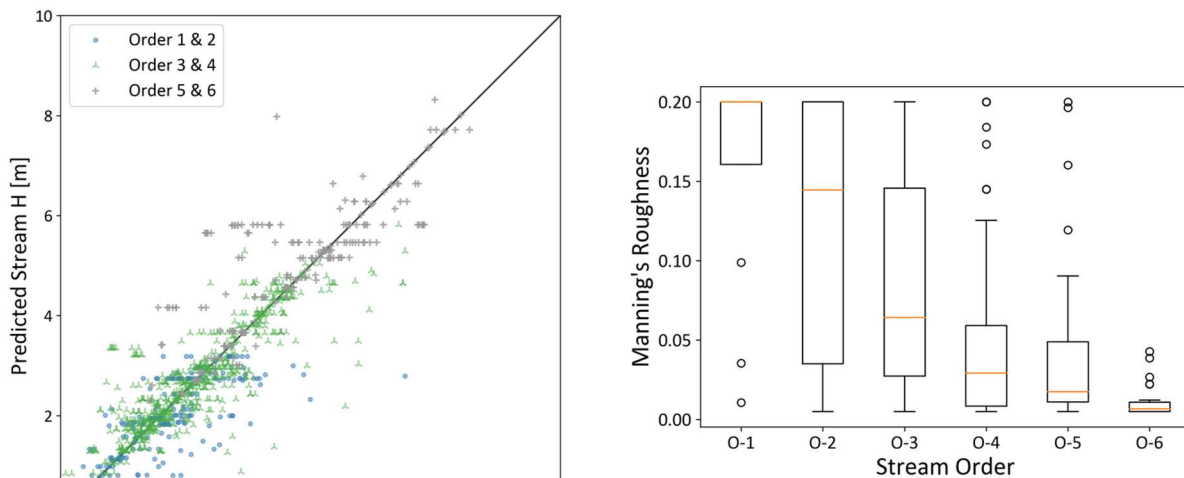 10
8
6
4
2
Predicted Stream H [m]
Order 1 & 2
Order 3 & 4
Order 5 & 6
0.20
0.15
0.10
0.05
0.00
Manning's Roughness
O-1 O-2 O-3 O-4 O-5 O-6
Stream Order